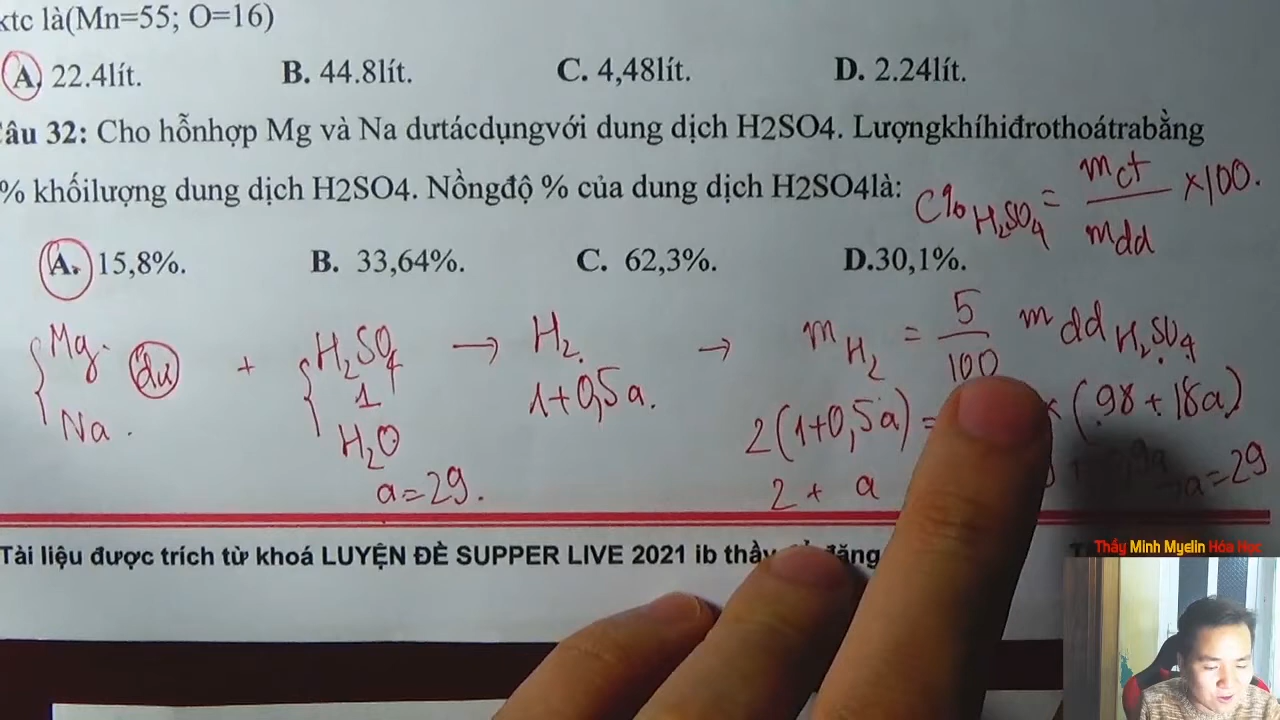 ktc là(Mn=55; O=16)
A. 22.4lít. B. 44.8lít. C. 4,48lít. D. 2.24lít.
Câu 32: Cho hỗnhợp Mg và Na dưtácdụngvới dung dịch H2SO4. Lượngkhíhiđrothoátrabằng
% khốilượng dung dịch H2SO4. Nồngđộ % của dung dịch H2SO4là:
C% H₂SO₄ = mct / mdd ×100.
A. 15,8%. B. 33,64%. C. 62,3%. D.30,1%.
Mg dư + H₂SO₄ → H₂ → m H₂ = 5/100 m dd H₂SO₄
1 1+0,5a. 2(1+0,5a) = ×(98 + 18a)
Na. H₂O
a=29. 2 + a a=29
Tài liệu được trích từ khoá LUYỆN ĐỀ SUPPER LIVE 2021 ib thầy
Thầy Minh Myelin Hóa Học